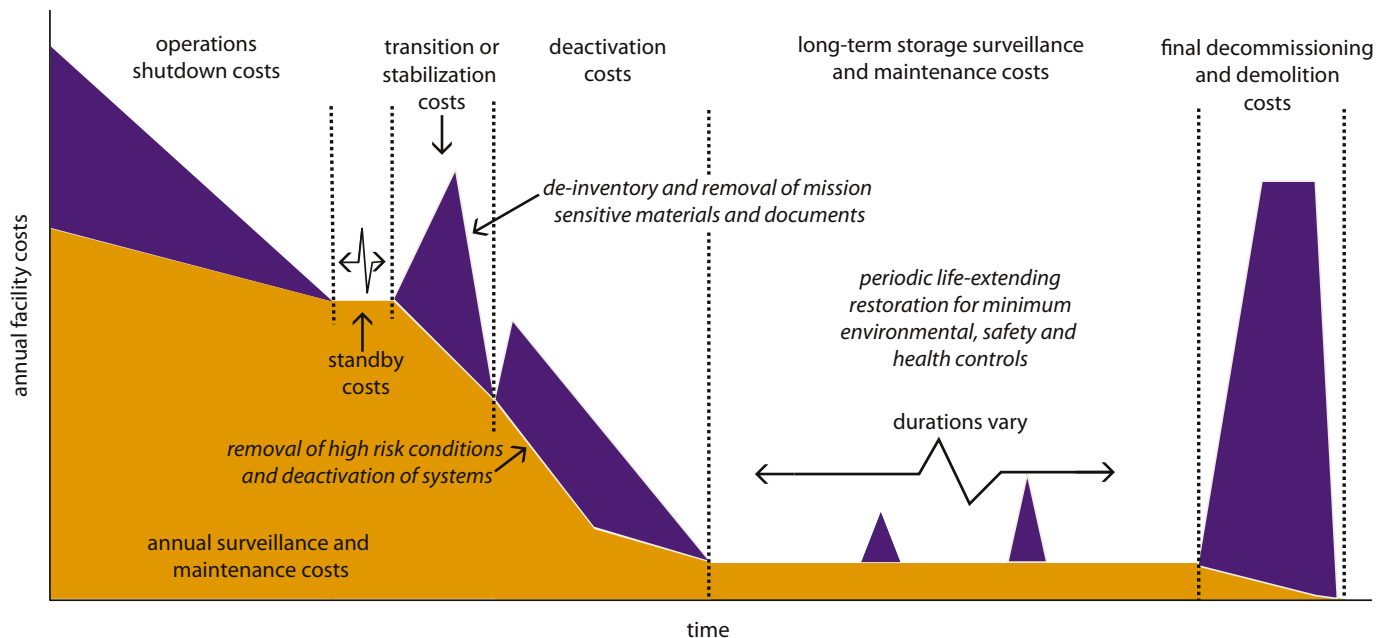 operations
shutdown costs
transition or
stabilization
costs
deactivation
costs
long-term storage surveillance
and maintenance costs
final decommissioning
and demolition
costs
de-inventory and removal of mission
sensitive materials and documents
periodic life-extending
restoration for minimum
environmental, safety and
health controls
standby
costs
durations vary
removal of high risk conditions
and deactivation of systems
annual surveillance and
maintenance costs
annual facility costs
time